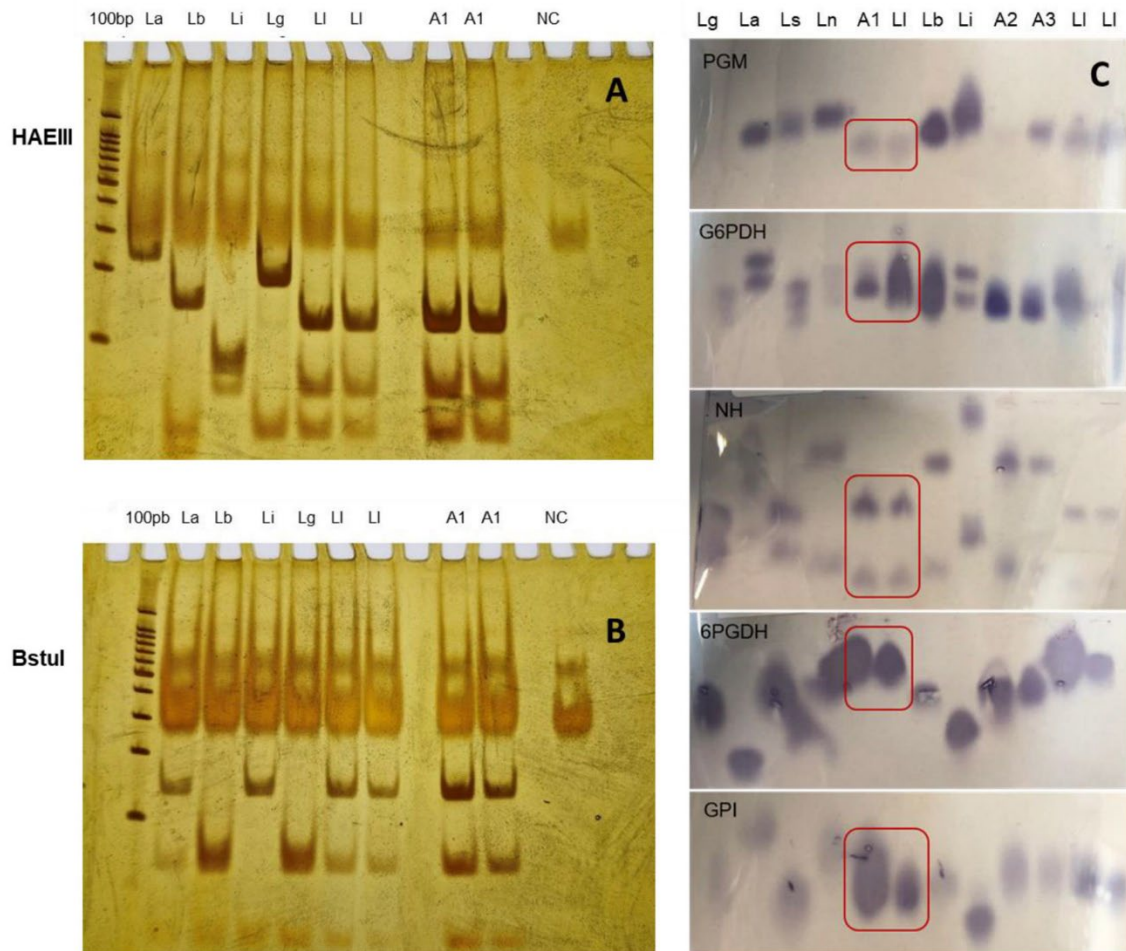 100bp La Lb Li Lg Ll Ll A1 A1 NC
A
HAEIII
100pb La Lb Li Lg Ll Ll A1 A1 NC
B
BstuI
Lg La Ls Ln A1 Ll Lb Li A2 A3 Ll Ll
PGM
C
G6PDH
NH
6PGDH
GPI